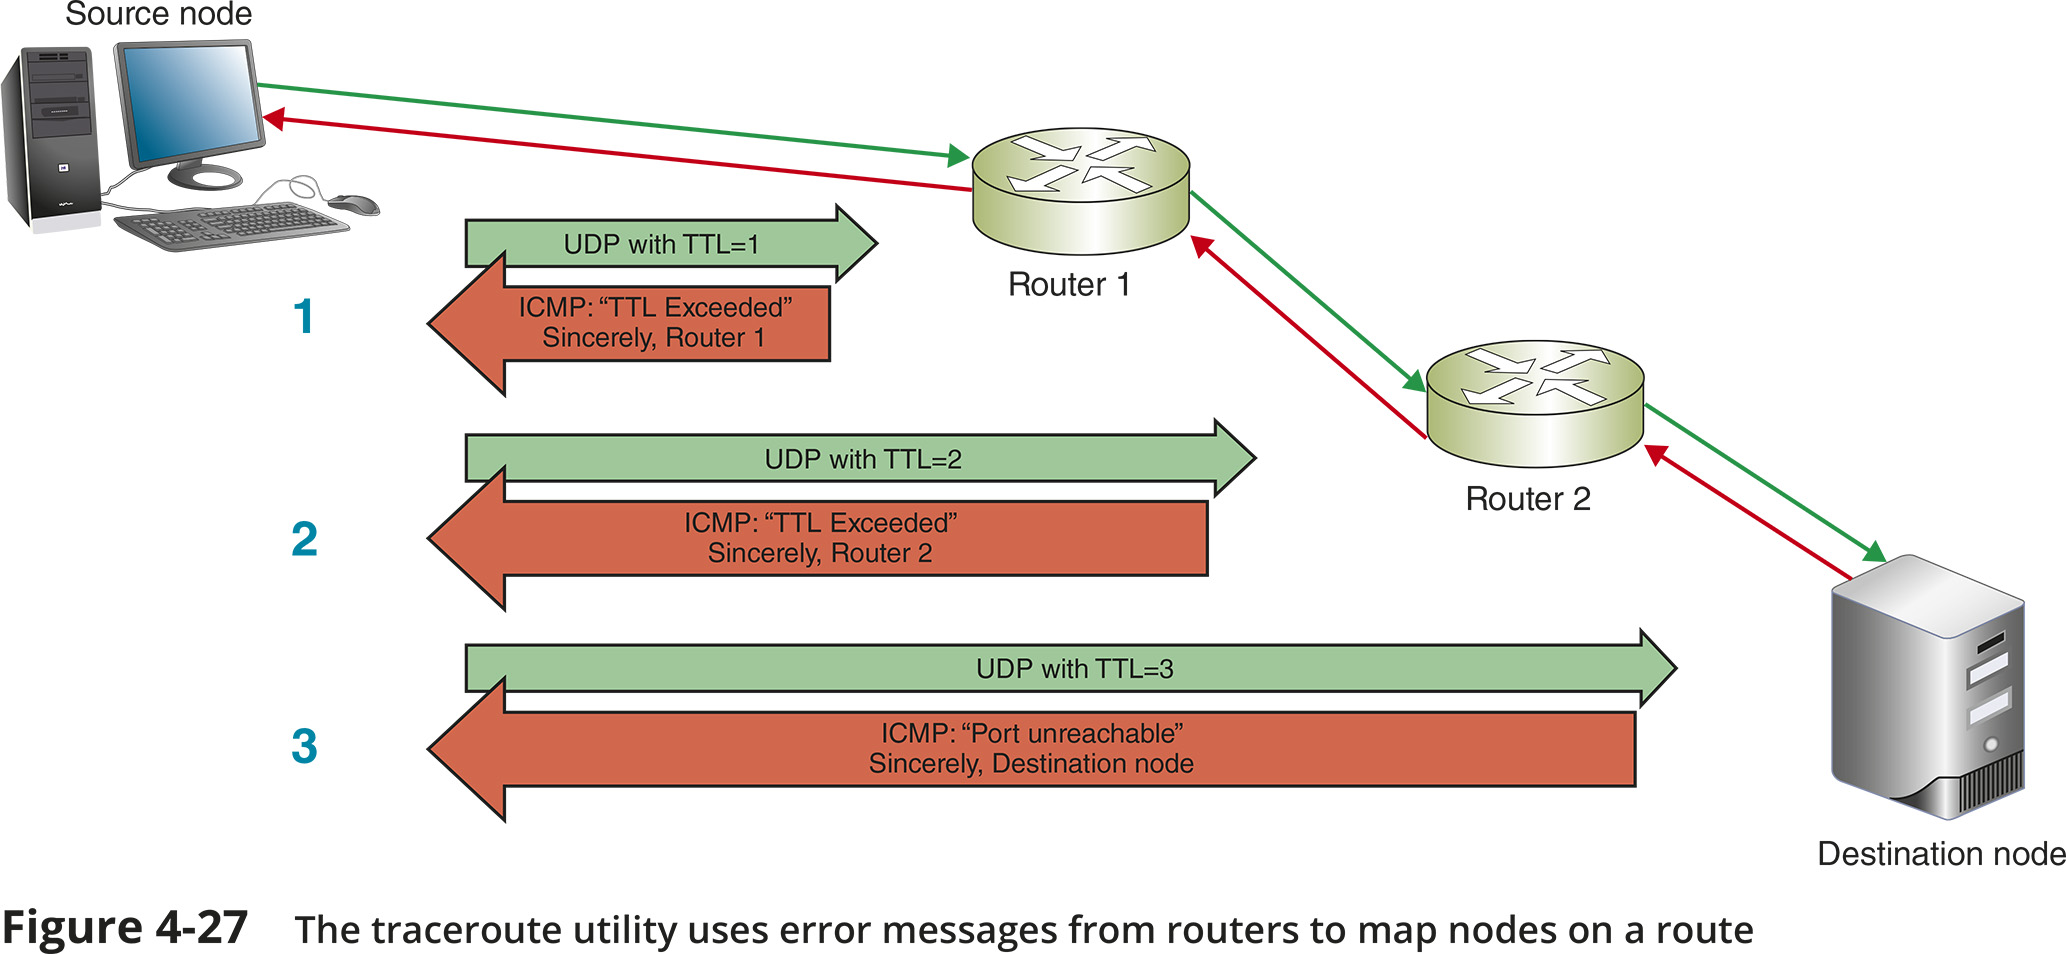 Source node
UDP with TTL=1
Router 1
1
ICMP: “TTL Exceeded”
Sincerely, Router 1
UDP with TTL=2
Router 2
2
ICMP: “TTL Exceeded”
Sincerely, Router 2
UDP with TTL=3
3
ICMP: “Port unreachable”
Sincerely, Destination node
Destination node
Figure 4-27 The traceroute utility uses error messages from routers to map nodes on a route